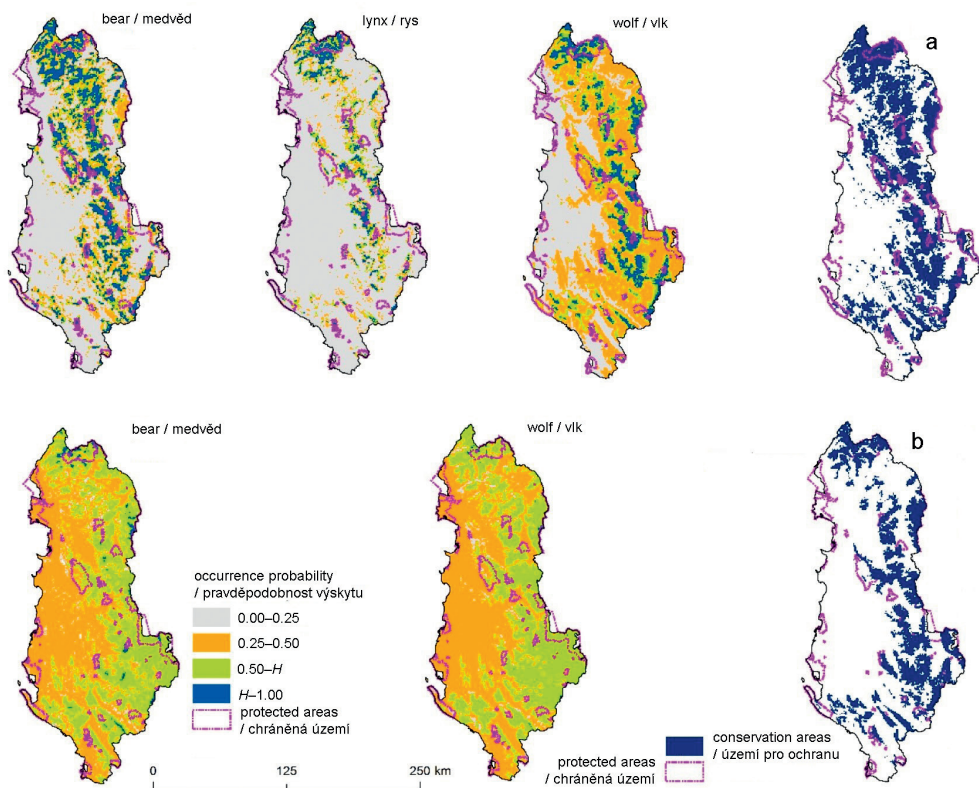 bear / medvěd
lynx / rys
wolf / vlk
a
bear / medvěd
wolf / vlk
b
occurrence probability
/ pravděpodobnost výskytu
0.00–0.25
0.25–0.50
0.50–H
H–1.00
protected areas
/ chráněná území
0 125 250 km
conservation areas
/ území pro ochranu
protected areas
/ chráněná území